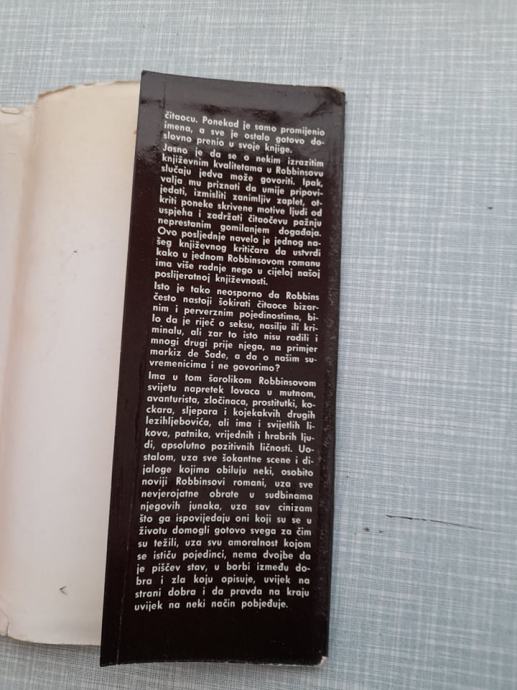 čitaocu. Ponekad je samo promijenio
imena, a sve je ostalo gotovo do-
slovno prenio u svoje knjige.
Jasno je da se o nekim izrazitim
književnim kvalitetama u Robbinsovu
slučaju jedva može govoriti. Ipak,
valja mu priznati da umije pripovi-
jedati, izmisliti zanimljiv zaplet, ot-
kriti poneke skrivene motive ljudi od
uspjeha i zadržati čitaočevu pažnju
neprestanim gomilanjem događaja.
Ovo posljednje navelo je jednog na-
šeg književnog kritičara da ustvrdi
kako u jednom Robbinsovom romanu
ima više radnje nego u cijeloj našoj
poslijeratnoj književnosti.
Isto je tako neosporno da Robbins
često nastoji šokirati čitaoce bizar-
nim i perverznim pojedinostima, bi-
lo da je riječ o seksu, nasilju ili kri-
minalu, ali zar to isto nisu radili i
mnogi drugi prije njega, na primjer
markiz de Sade, a da o našim su-
vremenicima i ne govorimo?
Ima u tom šarolikom Robbinsovom
svijetu napretek lovaca u mutnom,
avanturista, zločinaca, prostitutki, ko-
ckara, sljepara i kojekakvih drugih
lezihljebovića, ali ima i svijetlih li-
kova, patnika, vrijednih i hrabrih lju-
di, apsolutno pozitivnih ličnosti. Uo-
stalom, uza sve šokantne scene i di-
jaloge kojima obiluju neki, osobito
noviji Robbinsovi romani, uza sve
nevjerojatne obrate u sudbinama
njegovih junaka, uza sav cinizam
što ga ispovijedaju oni koji su se u
životu domogli gotovo svega za čim
su težili, uza svu amoralnost kojom
se ističu pojedinci, nema dvojbe da
je piščev stav, u borbi između do-
bra i zla koju opisuje, uvijek na
strani dobra i da pravda na kraju
uvijek na neki način pobjeđuje.